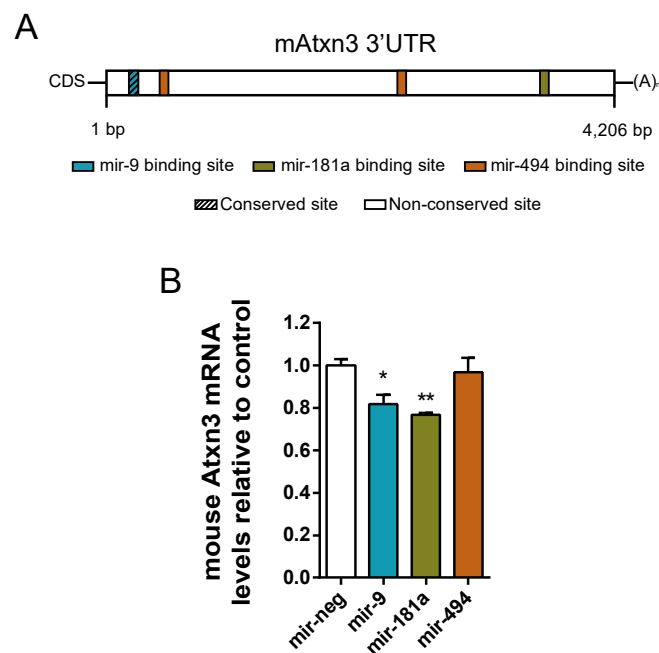 A
mAtxn3 3'UTR
CDS
(A)n
1 bp
4,206 bp
mir-9 binding site
mir-181a binding site
mir-494 binding site
Conserved site
Non-conserved site
B
mouse Atxn3 mRNA
levels relative to control
1.2
1.0
0.8
0.6
0.4
0.2
0.0
*
**
mir-neg
mir-9
mir-181a
mir-494